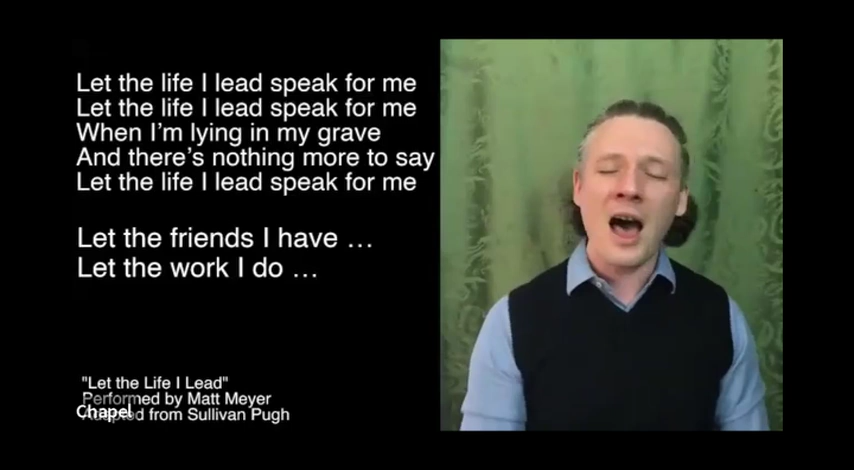 Let the life I lead speak for me
Let the life I lead speak for me
When I'm lying in my grave
And there's nothing more to say
Let the life I lead speak for me
Let the friends I have …
Let the work I do …
"Let the Life I Lead"
Performed by Matt Meyer
Chapel
Adapted from Sullivan Pugh